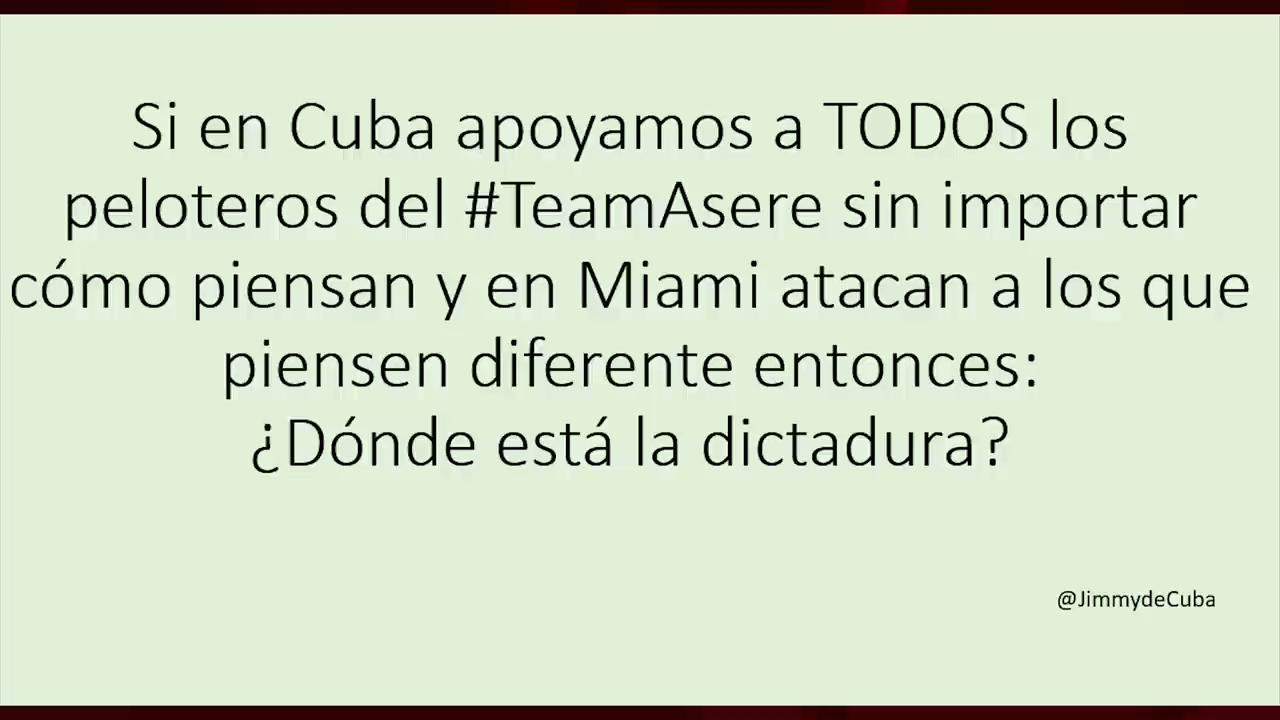 Si en Cuba apoyamos a TODOS los
peloteros del #TeamAsere sin importar
cómo piensan y en Miami atacan a los que
piensen diferente entonces:
¿Dónde está la dictadura?
@JimmydeCuba